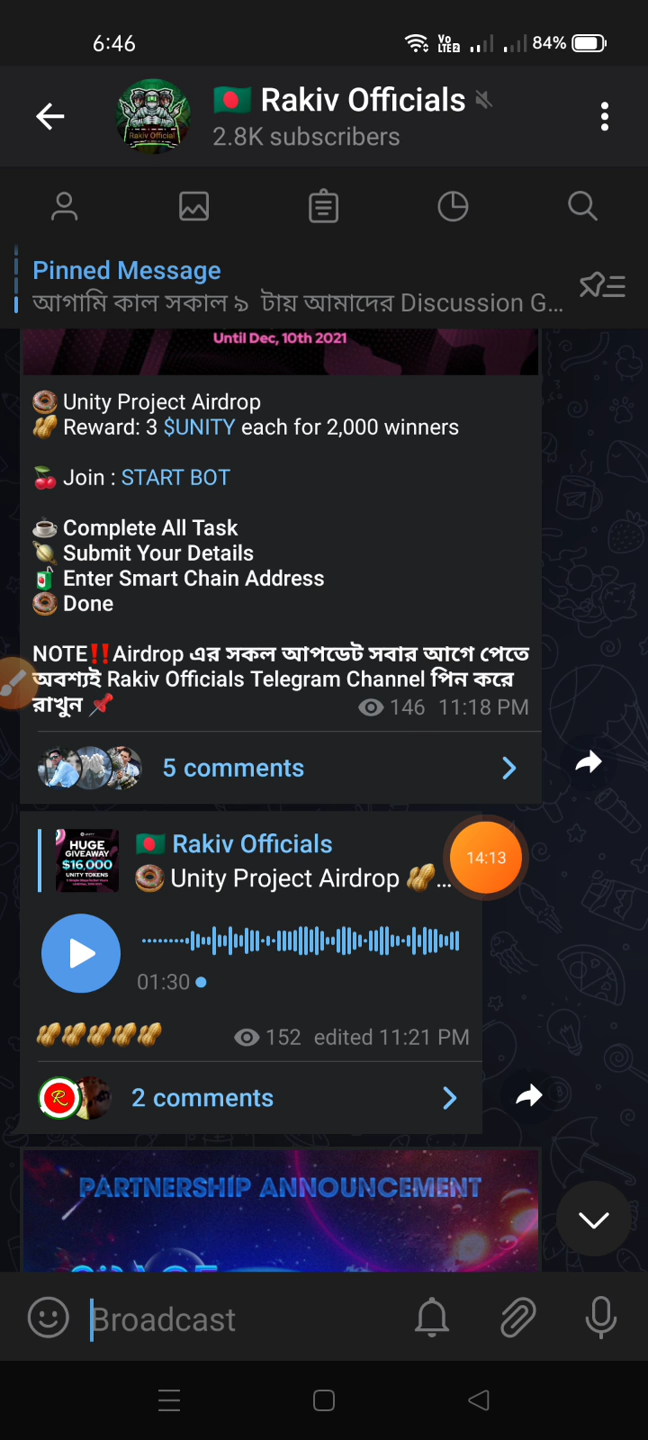 6:46
Vo
LTE2
84%
Rakiv Officials
2.8K subscribers
Rakiv Official
Pinned Message
আগামি কাল সকাল ৯ টায় আমাদের Discussion G...
Until Dec, 10th 2021
🍩 Unity Project Airdrop
🥜 Reward: 3 $UNITY each for 2,000 winners
🍒 Join : START BOT
☕ Complete All Task
Submit Your Details
🧃 Enter Smart Chain Address
🍩 Done
NOTE‼️Airdrop এর সকল আপডেট সবার আগে পেতে
অবশ্যই Rakiv Officials Telegram Channel পিন করে
রাখুন 📌 146 11:18 PM
5 comments
🇧🇩 Rakiv Officials
🍩 Unity Project Airdrop 🥜...
HUGE
GIVEAWAY
$16,000
UNITY TOKENS
14:13
01:30
🥜🥜🥜🥜🥜 152 edited 11:21 PM
R
2 comments
PARTNERSHIP ANNOUNCEMENT
Broadcast